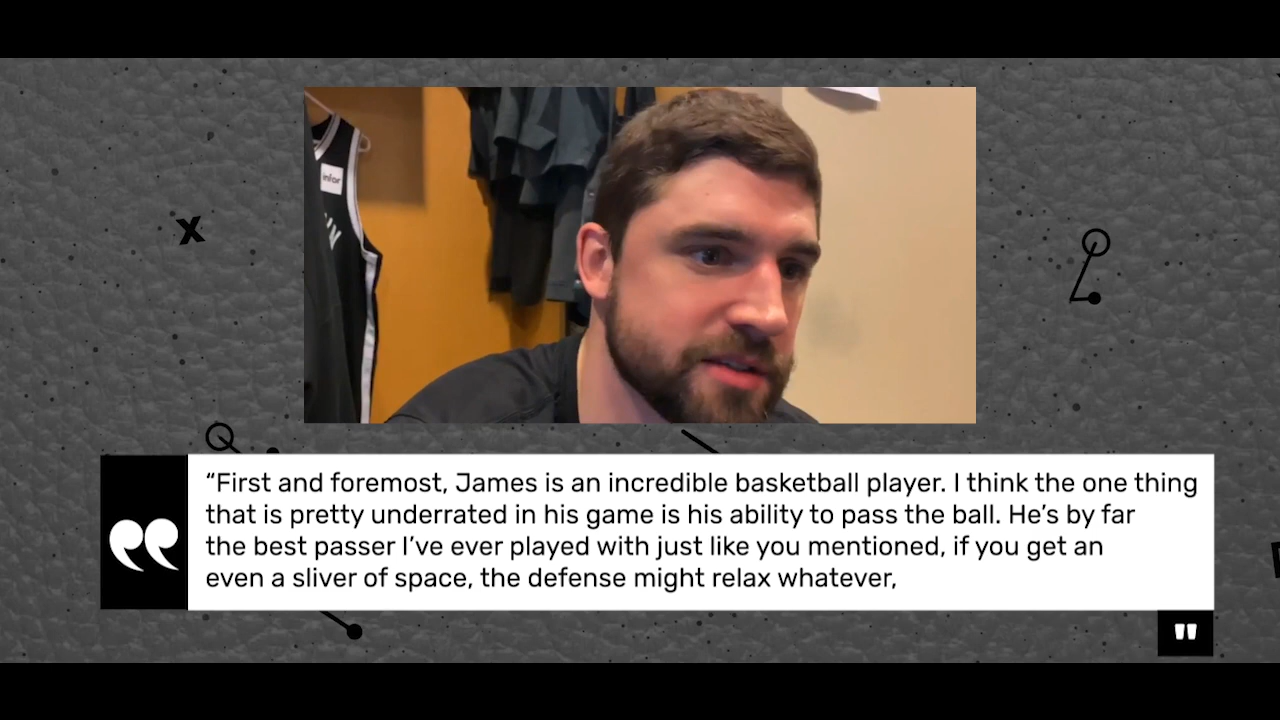 infor
“First and foremost, James is an incredible basketball player. I think the one thing
that is pretty underrated in his game is his ability to pass the ball. He’s by far
the best passer I’ve ever played with just like you mentioned, if you get an
even a sliver of space, the defense might relax whatever,